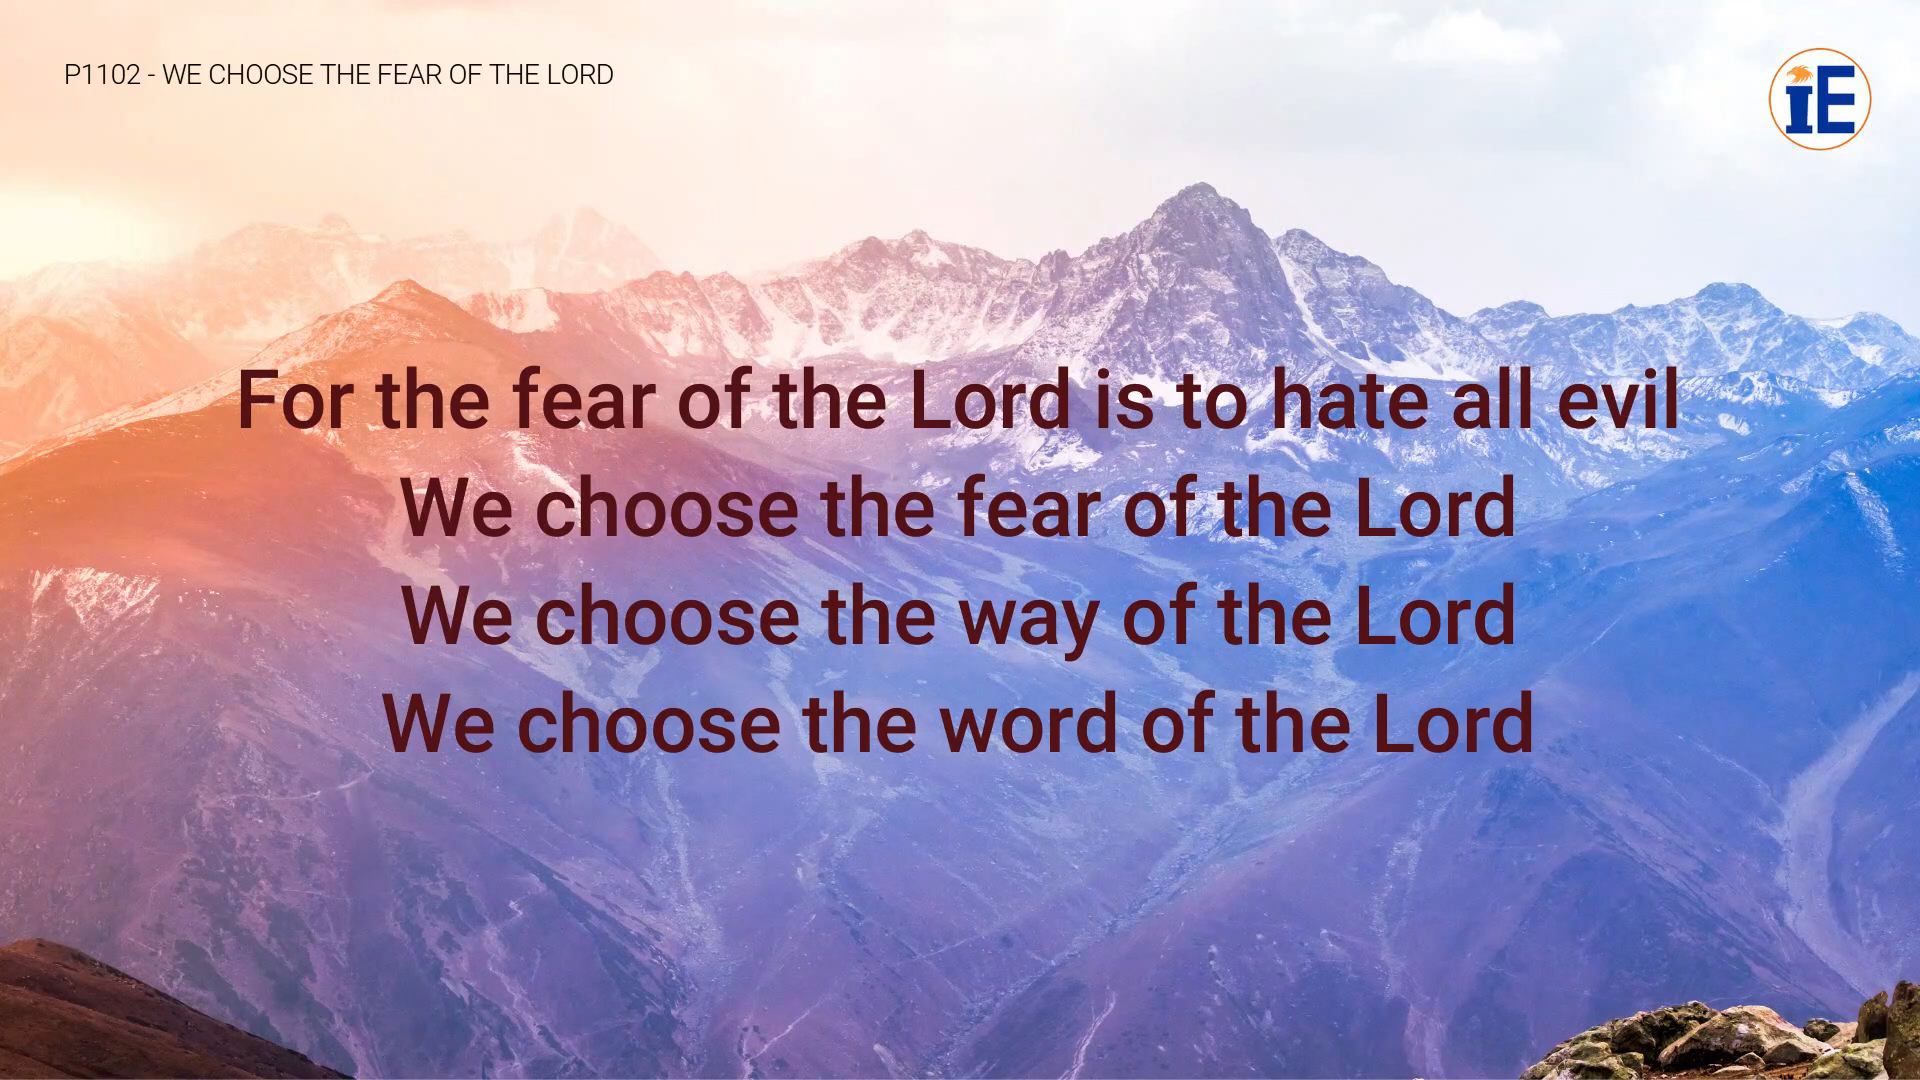 P1102 - WE CHOOSE THE FEAR OF THE LORD
iE
For the fear of the Lord is to hate all evil
We choose the fear of the Lord
We choose the way of the Lord
We choose the word of the Lord